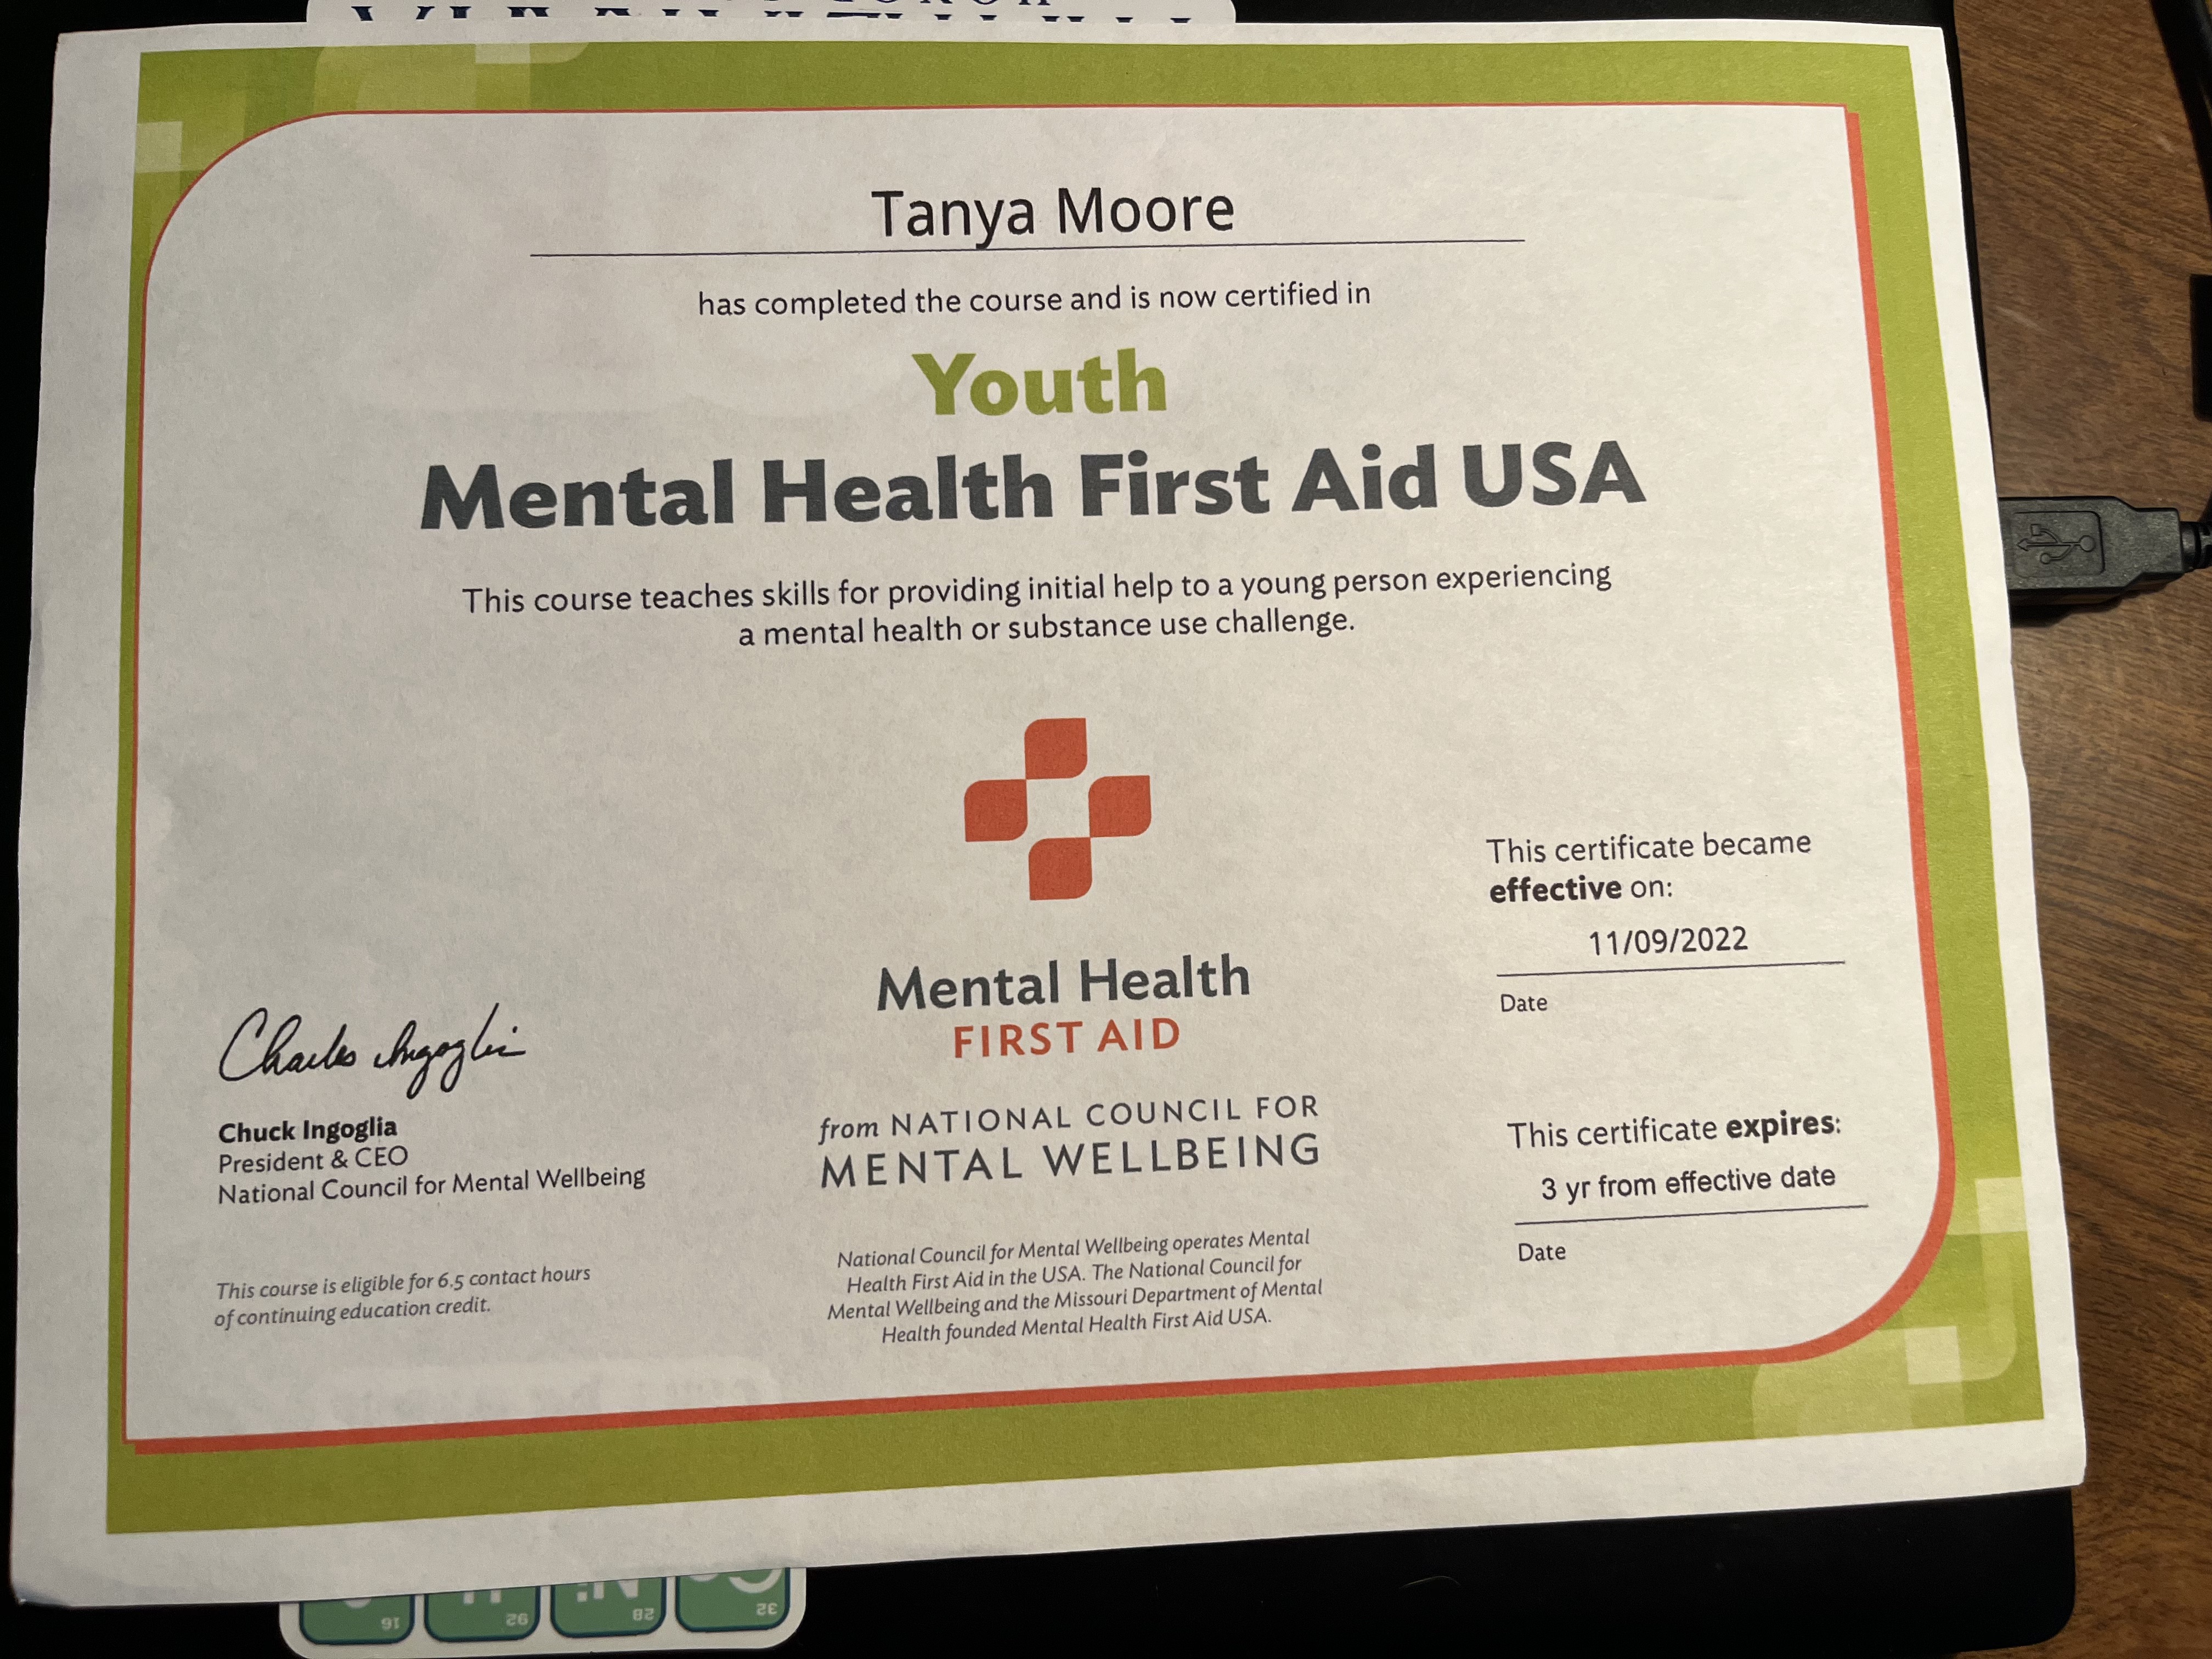 Tanya Moore
has completed the course and is now certified in
Youth
Mental Health First Aid USA
This course teaches skills for providing initial help to a young person experiencing
a mental health or substance use challenge.
This certificate became
effective on:
11/09/2022
Date
Mental Health
FIRST AID
from NATIONAL COUNCIL FOR
MENTAL WELLBEING
Charles Ingoglia
Chuck Ingoglia
President & CEO
National Council for Mental Wellbeing
This certificate expires:
3 yr from effective date
Date
This course is eligible for 6.5 contact hours
of continuing education credit.
National Council for Mental Wellbeing operates Mental
Health First Aid in the USA. The National Council for
Mental Wellbeing and the Missouri Department of Mental
Health founded Mental Health First Aid USA.
16 92 28 32